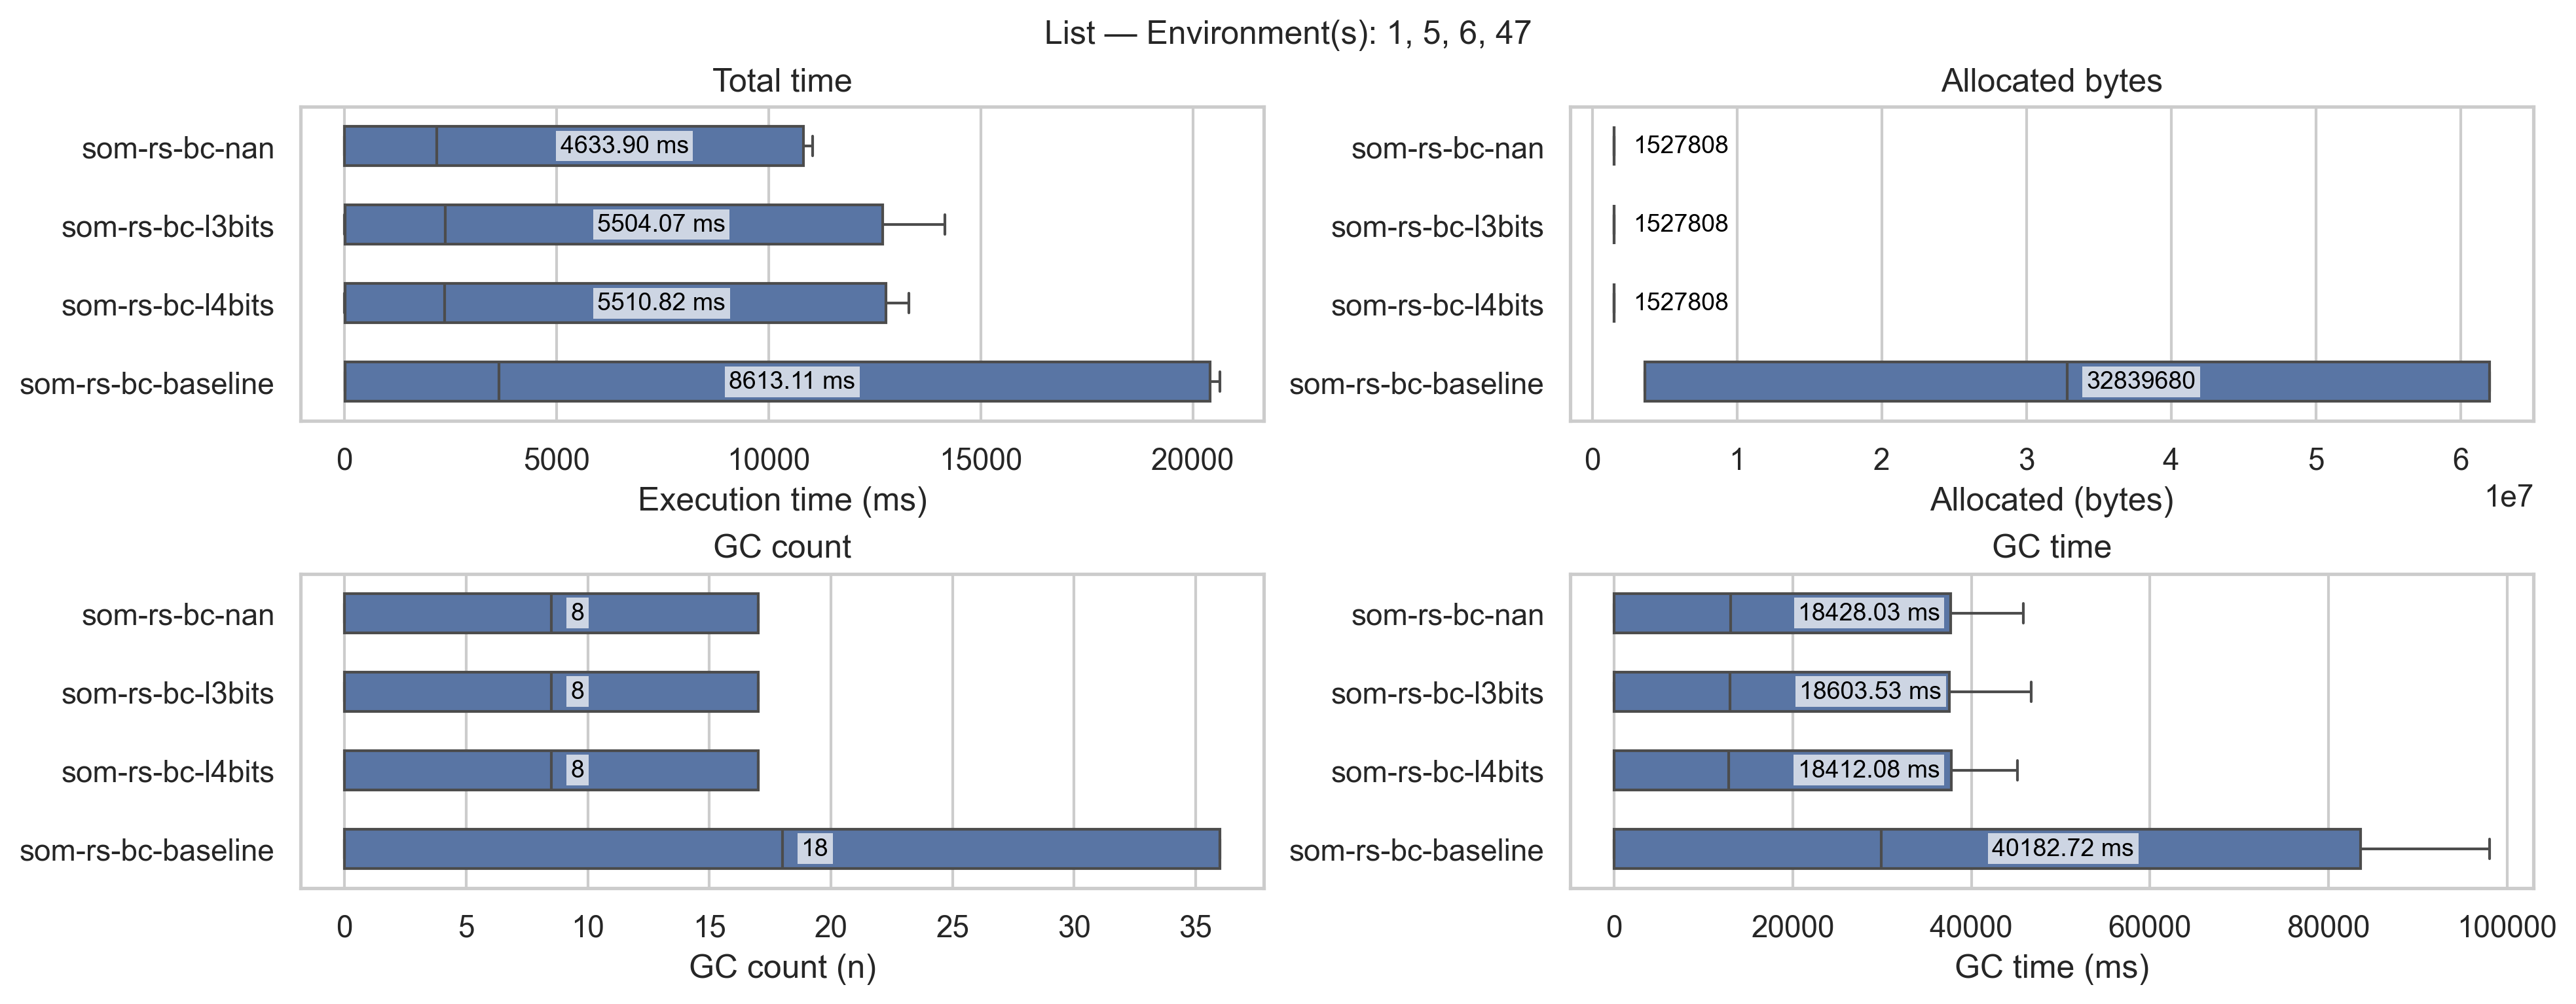 List — Environment(s): 1, 5, 6, 47
Total time
som-rs-bc-nan
4633.90 ms
som-rs-bc-l3bits
5504.07 ms
som-rs-bc-l4bits
5510.82 ms
som-rs-bc-baseline
8613.11 ms
0 5000 10000 15000 20000
Execution time (ms)
Allocated bytes
som-rs-bc-nan
1527808
som-rs-bc-l3bits
1527808
som-rs-bc-l4bits
1527808
som-rs-bc-baseline
32839680
0 1 2 3 4 5 6
1e7
Allocated (bytes)
GC count
som-rs-bc-nan
8
som-rs-bc-l3bits
8
som-rs-bc-l4bits
8
som-rs-bc-baseline
18
0 5 10 15 20 25 30 35
GC count (n)
GC time
som-rs-bc-nan
18428.03 ms
som-rs-bc-l3bits
18603.53 ms
som-rs-bc-l4bits
18412.08 ms
som-rs-bc-baseline
40182.72 ms
0 20000 40000 60000 80000 100000
GC time (ms)